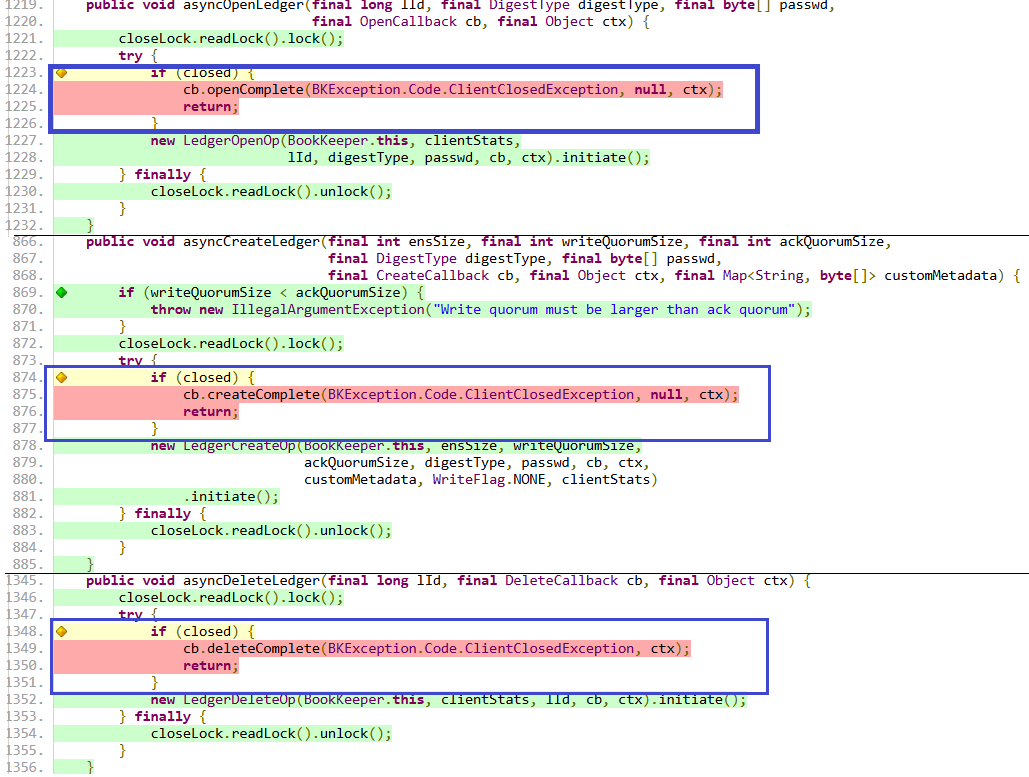 1219. public void asyncOpenLedger(final long lId, final DigestType digestType, final byte[] passwd,
1220. final OpenCallback cb, final Object ctx) {
1221. closeLock.readLock().lock();
1222. try {
1223. if (closed) {
1224. cb.openComplete(BKException.Code.ClientClosedException, null, ctx);
1225. return;
1226. }
1227. new LedgerOpenOp(BookKeeper.this, clientStats,
1228. lId, digestType, passwd, cb, ctx).initiate();
1229. } finally {
1230. closeLock.readLock().unlock();
1231. }
1232. }
866. public void asyncCreateLedger(final int ensSize, final int writeQuorumSize, final int ackQuorumSize,
867. final DigestType digestType, final byte[] passwd,
868. final CreateCallback cb, final Object ctx, final Map<String, byte[]> customMetadata) {
869. if (writeQuorumSize < ackQuorumSize) {
870. throw new IllegalArgumentException("Write quorum must be larger than ack quorum");
871. }
872. closeLock.readLock().lock();
873. try {
874. if (closed) {
875. cb.createComplete(BKException.Code.ClientClosedException, null, ctx);
876. return;
877. }
878. new LedgerCreateOp(BookKeeper.this, ensSize, writeQuorumSize,
879. ackQuorumSize, digestType, passwd, cb, ctx,
880. customMetadata, WriteFlag.NONE, clientStats)
881. .initiate();
882. } finally {
883. closeLock.readLock().unlock();
884. }
885. }
1345. public void asyncDeleteLedger(final long lId, final DeleteCallback cb, final Object ctx) {
1346. closeLock.readLock().lock();
1347. try {
1348. if (closed) {
1349. cb.deleteComplete(BKException.Code.ClientClosedException, ctx);
1350. return;
1351. }
1352. new LedgerDeleteOp(BookKeeper.this, clientStats, lId, cb, ctx).initiate();
1353. } finally {
1354. closeLock.readLock().unlock();
1355. }
1356. }